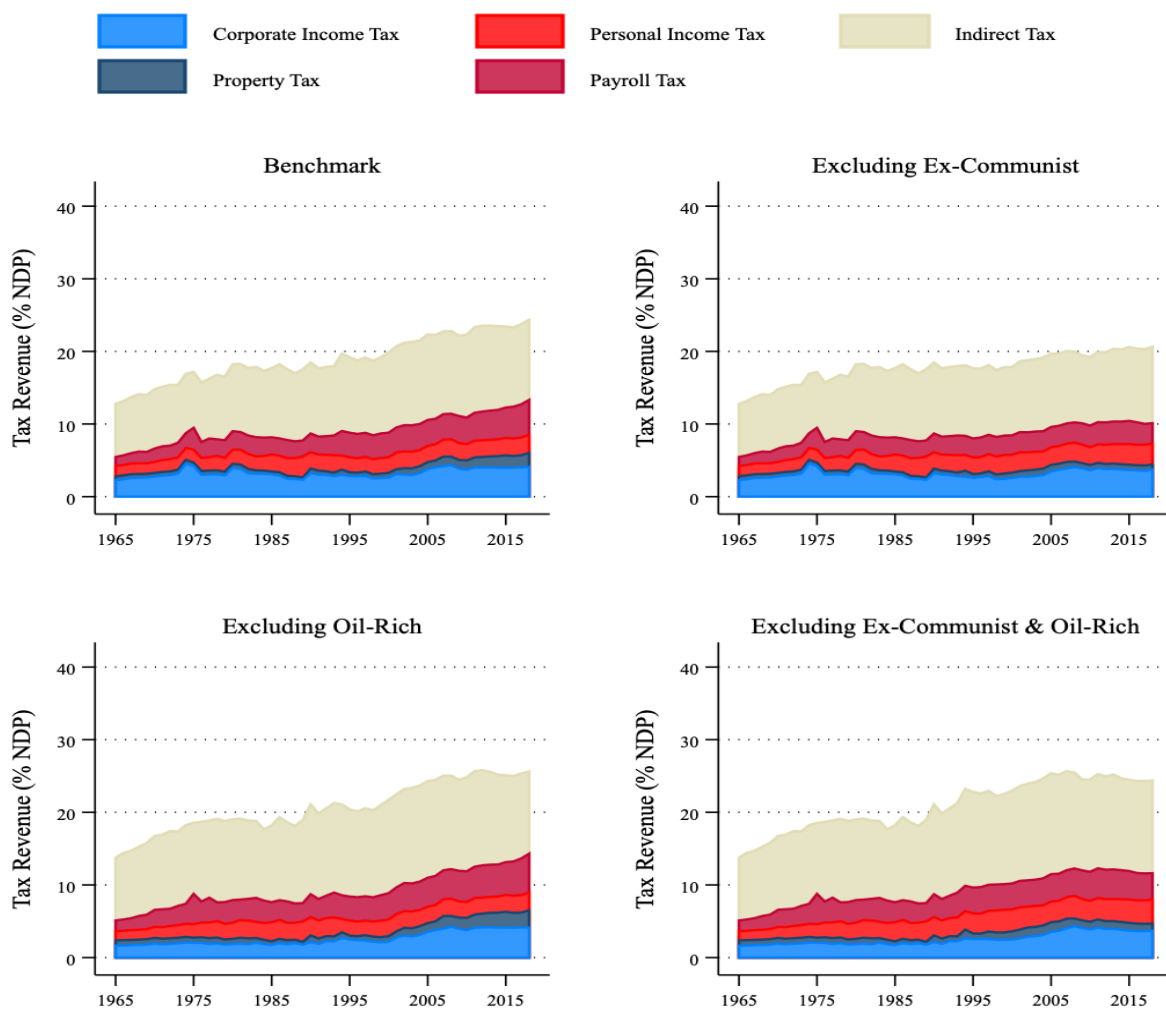 Corporate Income Tax Personal Income Tax Indirect Tax
Property Tax Payroll Tax
Benchmark
Tax Revenue (% NDP)
40
30
20
10
0
1965 1975 1985 1995 2005 2015
Excluding Ex-Communist
Tax Revenue (% NDP)
40
30
20
10
0
1965 1975 1985 1995 2005 2015
Excluding Oil-Rich
Tax Revenue (% NDP)
40
30
20
10
0
1965 1975 1985 1995 2005 2015
Excluding Ex-Communist & Oil-Rich
Tax Revenue (% NDP)
40
30
20
10
0
1965 1975 1985 1995 2005 2015